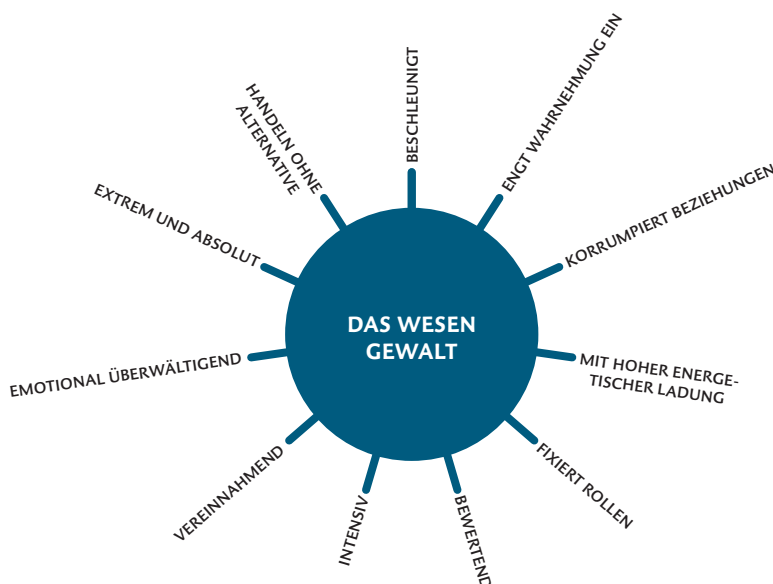 DAS WESEN
GEWALT
BESCHLEUNIGT
ENGT WAHRNEHMUNG EIN
KORRUMPIERT BEZIEHUNGEN
MIT HOHER ENERGE-
TISCHER LADUNG
FIXIERT ROLLEN
BEWERTEND
INTENSIV
VEREINNAHMEND
EMOTIONAL ÜBERWÄLTIGEND
EXTREM UND ABSOLUT
HANDELN OHNE
ALTERNATIVE